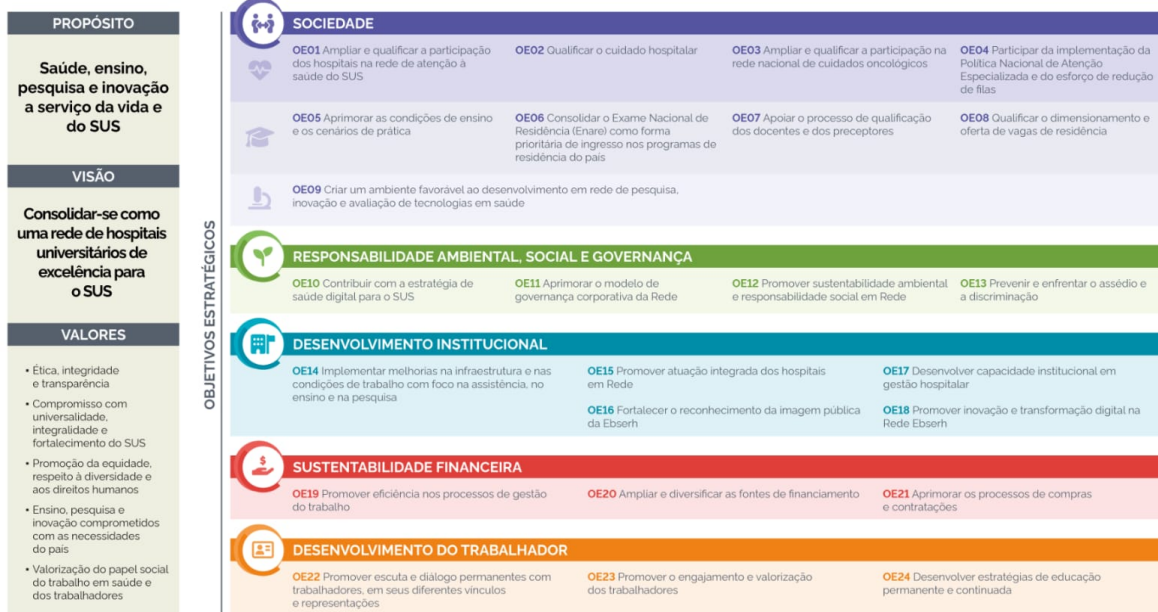 PROPÓSITO
Saúde, ensino,
pesquisa e inovação
a serviço da vida e
do SUS
VISÃO
Consolidar-se como
uma rede de hospitais
universitários de
excelência para
o SUS
VALORES
• Ética, integridade
e transparência
• Compromisso com
universalidade,
integralidade e
fortalecimento do SUS
• Promoção da equidade,
respeito à diversidade e
aos direitos humanos
• Ensino, pesquisa e
inovação comprometidos
com as necessidades
do país
• Valorização do papel social
do trabalho em saúde e
dos trabalhadores
OBJETIVOS ESTRATÉGICOS
SOCIEDADE
OE01 Ampliar e qualificar a participação
dos hospitais na rede de atenção à
saúde do SUS
OE02 Qualificar o cuidado hospitalar
OE03 Ampliar e qualificar a participação na
rede nacional de cuidados oncológicos
OE04 Participar da implementação da
Política Nacional de Atenção
Especializada e do esforço de redução
de filas
OE05 Aprimorar as condições de ensino
e os cenários de prática
OE06 Consolidar o Exame Nacional de
Residência (Enare) como forma
prioritária de ingresso nos programas de
residência do país
OE07 Apoiar o processo de qualificação
dos docentes e dos preceptores
OE08 Qualificar o dimensionamento e
oferta de vagas de residência
OE09 Criar um ambiente favorável ao desenvolvimento em rede de pesquisa,
inovação e avaliação de tecnologias em saúde
RESPONSABILIDADE AMBIENTAL, SOCIAL E GOVERNANÇA
OE10 Contribuir com a estratégia de
saúde digital para o SUS
OE11 Aprimorar o modelo de
governança corporativa da Rede
OE12 Promover sustentabilidade ambiental
e responsabilidade social em Rede
OE13 Prevenir e enfrentar o assédio e
a discriminação
DESENVOLVIMENTO INSTITUCIONAL
OE14 Implementar melhorias na infraestrutura e nas
condições de trabalho com foco na assistência, no
ensino e na pesquisa
OE15 Promover atuação integrada dos hospitais
em Rede
OE16 Fortalecer o reconhecimento da imagem pública
da Ebserh
OE17 Desenvolver capacidade institucional em
gestão hospitalar
OE18 Promover inovação e transformação digital na
Rede Ebserh
$
SUSTENTABILIDADE FINANCEIRA
OE19 Promover eficiência nos processos de gestão
do trabalho
OE20 Ampliar e diversificar as fontes de financiamento
OE21 Aprimorar os processos de compras
e contratações
DESENVOLVIMENTO DO TRABALHADOR
OE22 Promover escuta e diálogo permanentes com
trabalhadores, em seus diferentes vínculos
e representações
OE23 Promover o engajamento e valorização
dos trabalhadores
OE24 Desenvolver estratégias de educação
permanente e continuada